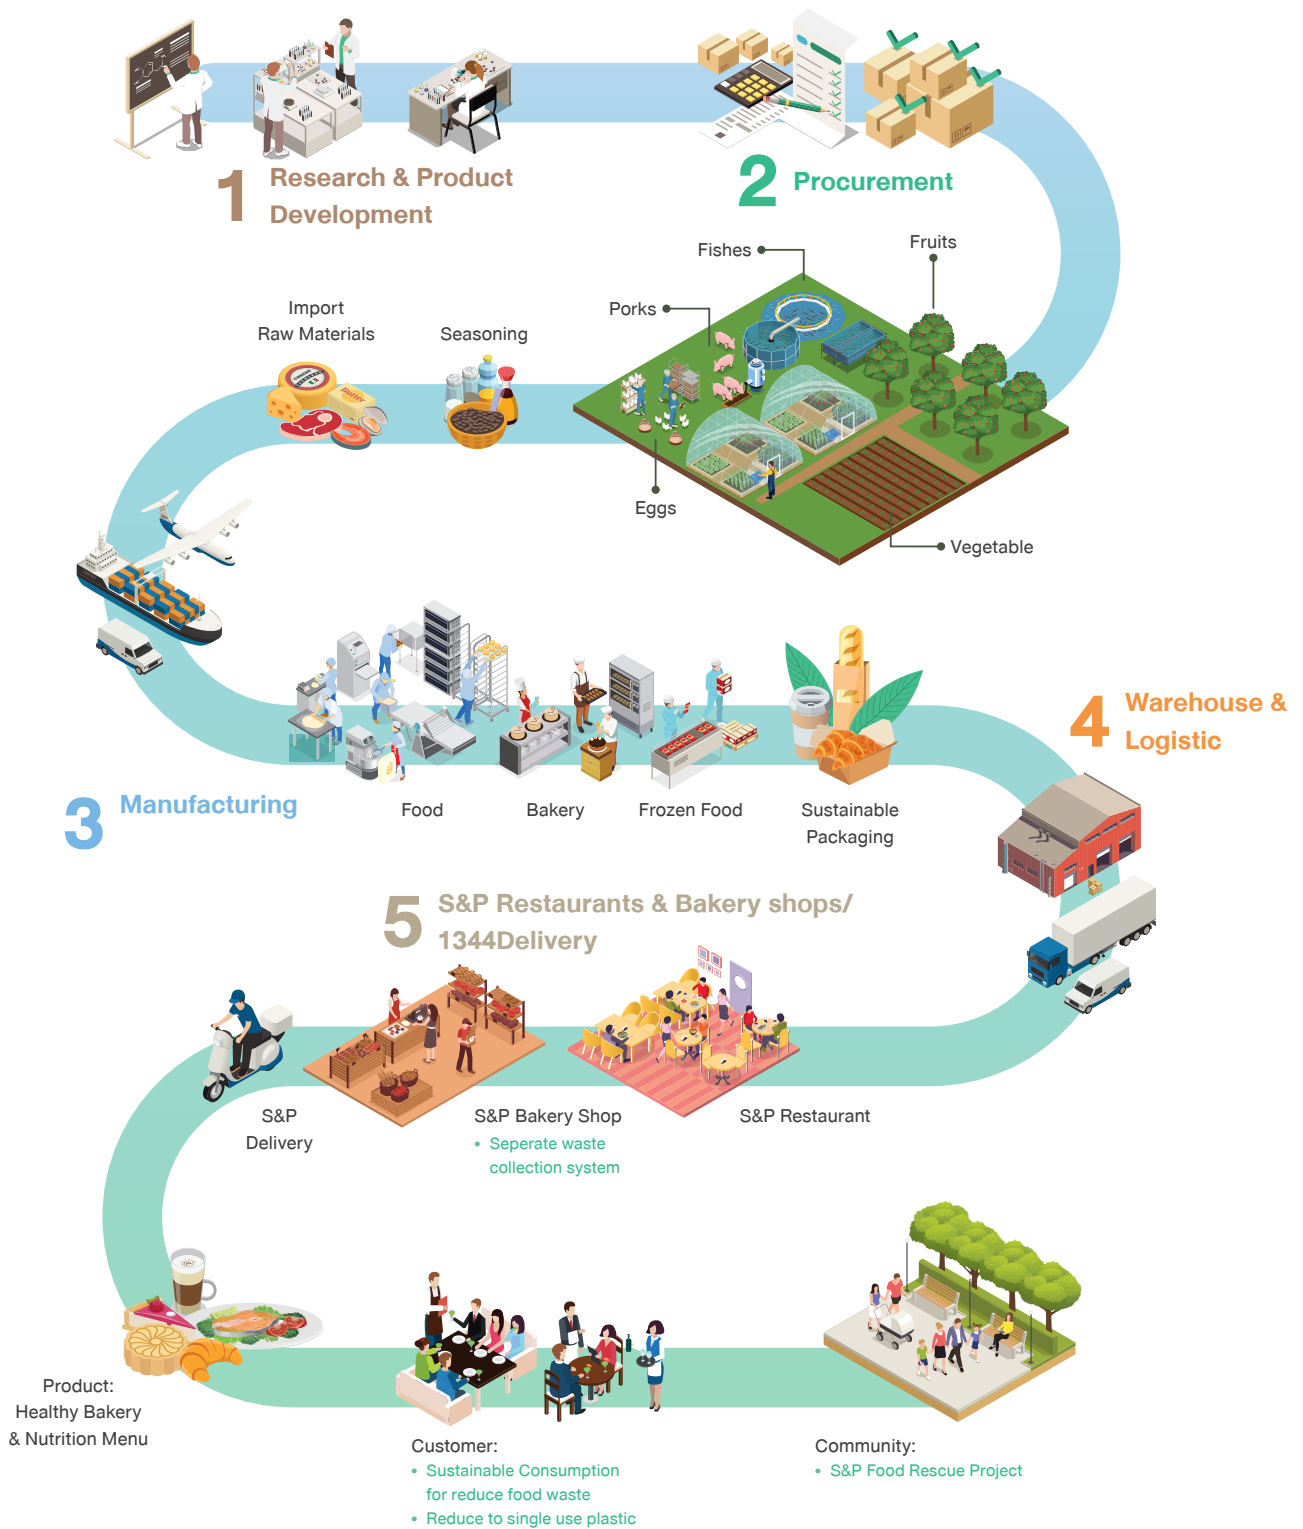 1
Research & Product
Development
2
Procurement
Fishes
Fruits
Porks
Import
Raw Materials
Seasoning
Butter
Eggs
Vegetable
3
Manufacturing
Food
Bakery
Frozen Food
Sustainable
Packaging
4
Warehouse &
Logistic
5
S&P Restaurants & Bakery shops/
1344Delivery
S&P
Delivery
S&P Bakery Shop
• Seperate waste
collection system
S&P Restaurant
Product:
Healthy Bakery
& Nutrition Menu
Customer:
• Sustainable Consumption
for reduce food waste
• Reduce to single use plastic
Community:
• S&P Food Rescue Project